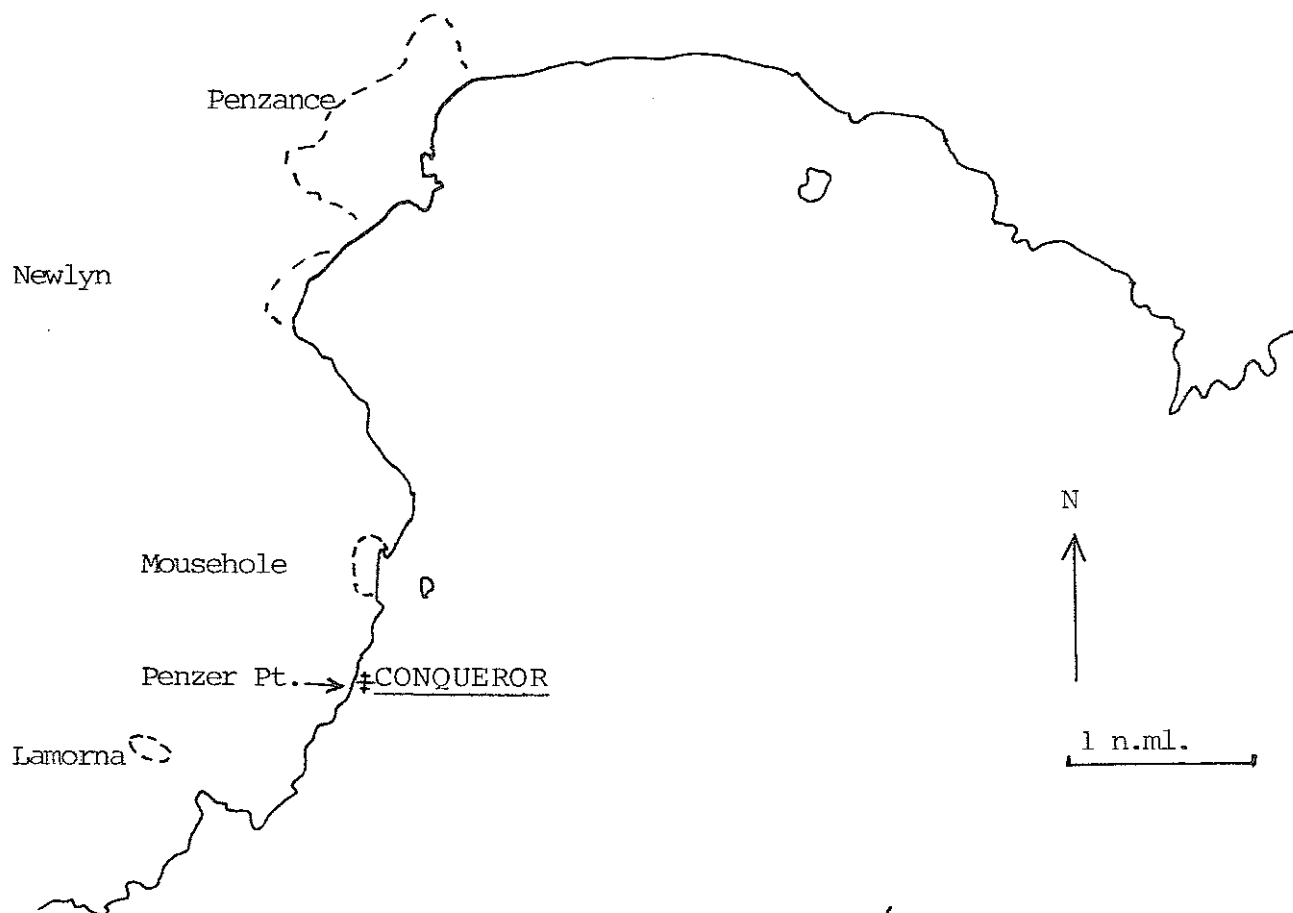 Penzance
Newlyn
N
Mousehole
Penzer Pt. CONQUEROR
1 n.ml.
Lamorna